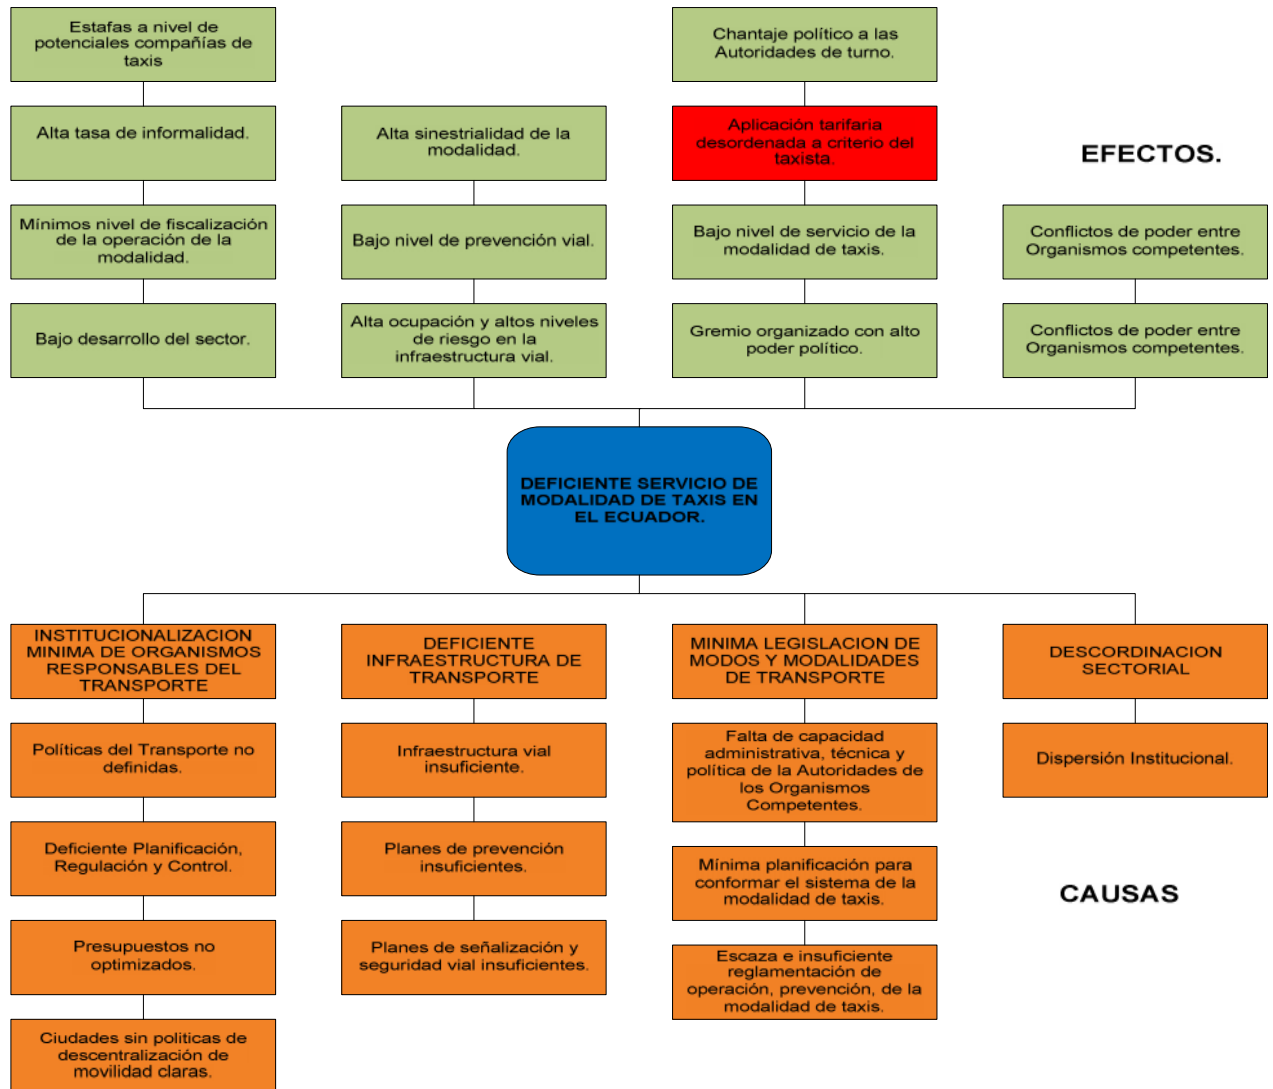 Estafas a nivel de
potenciales compañías de
taxis
Chantaje político a las
Autoridades de turno.
Alta tasa de informalidad.
Alta sinestrialidad de la
modalidad.
Aplicación tarifaria
desordenada a criterio del
taxista.
EFECTOS.
Mínimos nivel de fiscalización
de la operación de la
modalidad.
Bajo nivel de prevención vial.
Bajo nivel de servicio de la
modalidad de taxis.
Conflictos de poder entre
Organismos competentes.
Bajo desarrollo del sector.
Alta ocupación y altos niveles
de riesgo en la
infraestructura vial.
Gremio organizado con alto
poder político.
Conflictos de poder entre
Organismos competentes.
DEFICIENTE SERVICIO DE
MODALIDAD DE TAXIS EN
EL ECUADOR.
INSTITUCIONALIZACION
MINIMA DE ORGANISMOS
RESPONSABLES DEL
TRANSPORTE
DEFICIENTE
INFRAESTRUCTURA DE
TRANSPORTE
MINIMA LEGISLACION DE
MODOS Y MODALIDADES
DE TRANSPORTE
DESCORDINACION
SECTORIAL
Políticas del Transporte no
definidas.
Infraestructura vial
insuficiente.
Falta de capacidad
administrativa, técnica y
política de la Autoridades de
los Organismos
Competentes.
Dispersión Institucional.
Deficiente Planificación,
Regulación y Control.
Planes de prevención
insuficientes.
Mínima planificación para
conformar el sistema de la
modalidad de taxis.
CAUSAS
Presupuestos no
optimizados.
Planes de señalización y
seguridad vial insuficientes.
Escaza e insuficiente
reglamentación de
operación, prevención, de la
modalidad de taxis.
Ciudades sin politicas de
descentralización de
movilidad claras.